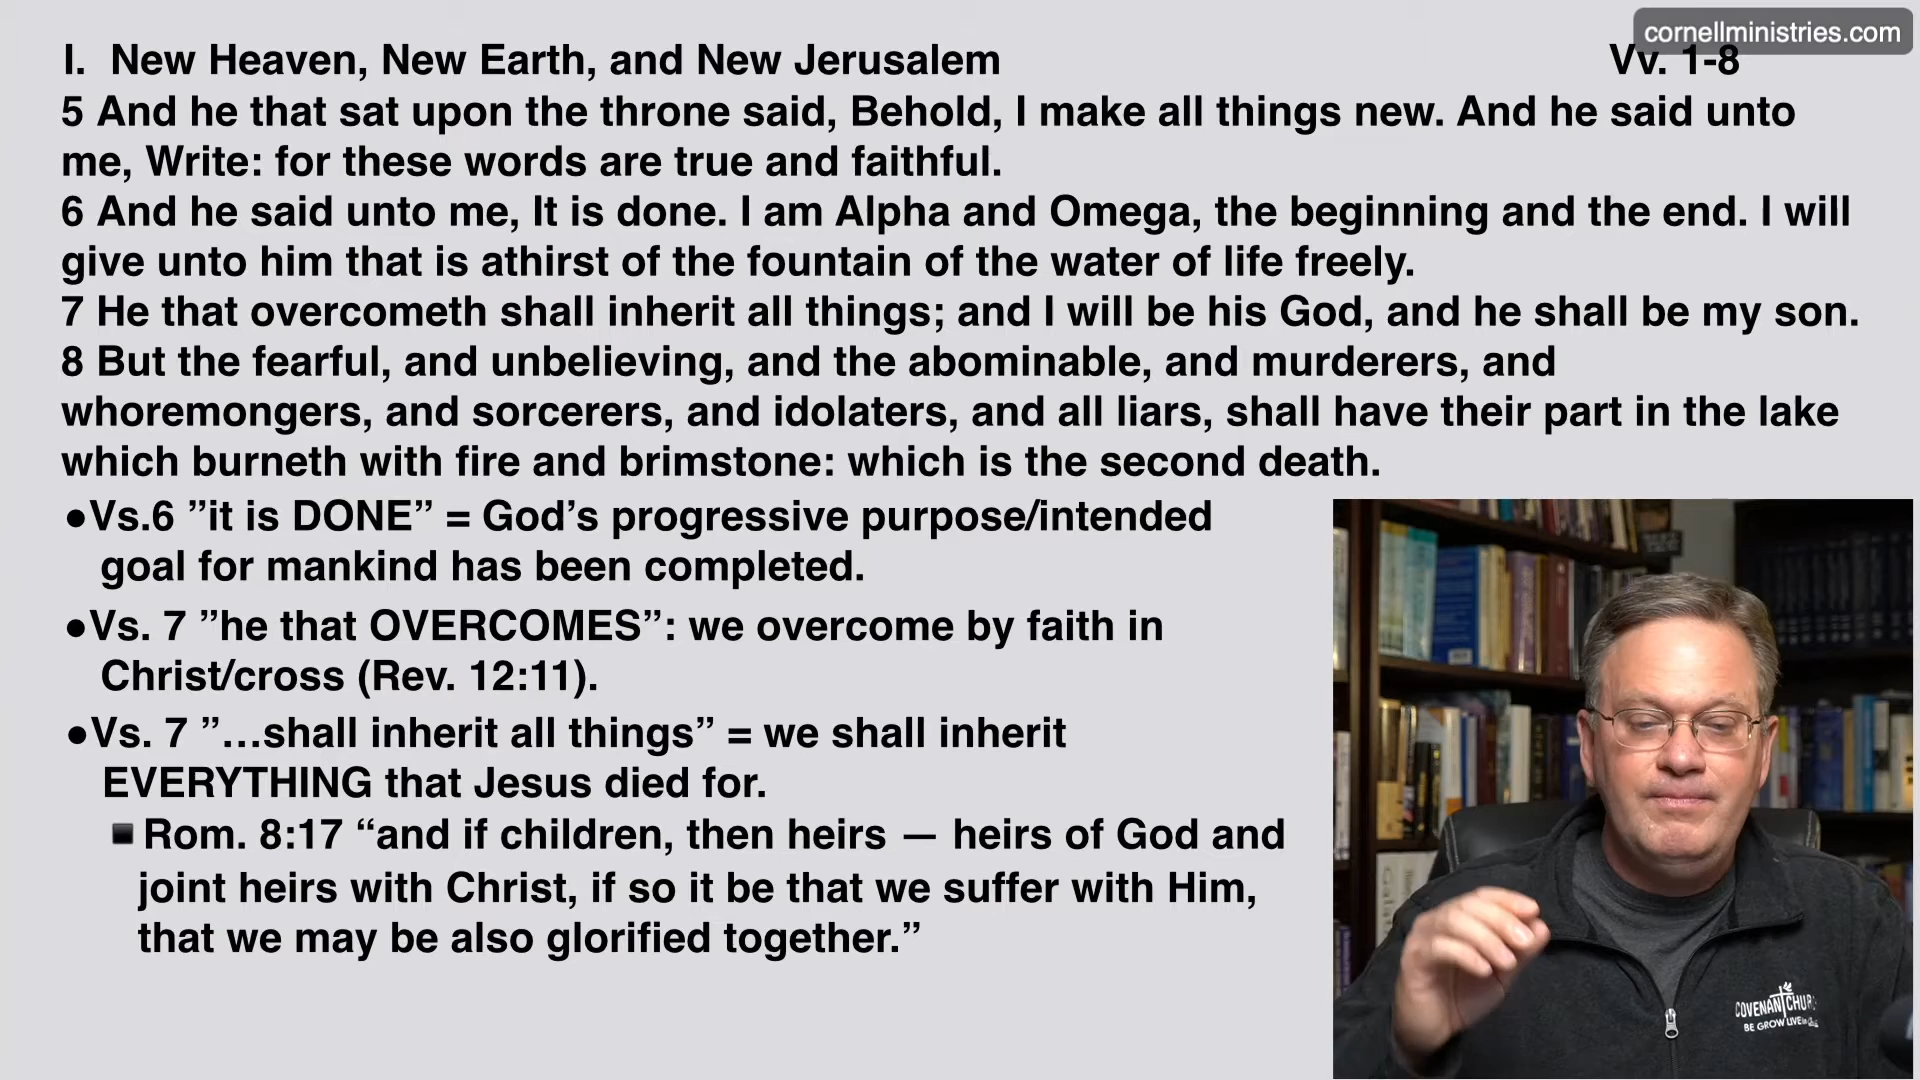 cornellministries.com
I. New Heaven, New Earth, and New Jerusalem Vv. 1-8
5 And he that sat upon the throne said, Behold, I make all things new. And he said unto
me, Write: for these words are true and faithful.
6 And he said unto me, It is done. I am Alpha and Omega, the beginning and the end. I will
give unto him that is athirst of the fountain of the water of life freely.
7 He that overcometh shall inherit all things; and I will be his God, and he shall be my son.
8 But the fearful, and unbelieving, and the abominable, and murderers, and
whoremongers, and sorcerers, and idolaters, and all liars, shall have their part in the lake
which burneth with fire and brimstone: which is the second death.
●Vs.6 ”it is DONE” = God’s progressive purpose/intended
goal for mankind has been completed.
●Vs. 7 ”he that OVERCOMES”: we overcome by faith in
Christ/cross (Rev. 12:11).
●Vs. 7 ”…shall inherit all things” = we shall inherit
EVERYTHING that Jesus died for.
▪Rom. 8:17 “and if children, then heirs — heirs of God and
joint heirs with Christ, if so it be that we suffer with Him,
that we may be also glorified together.”
COVENANT CHURCH
BE GROW LIVE in Christ